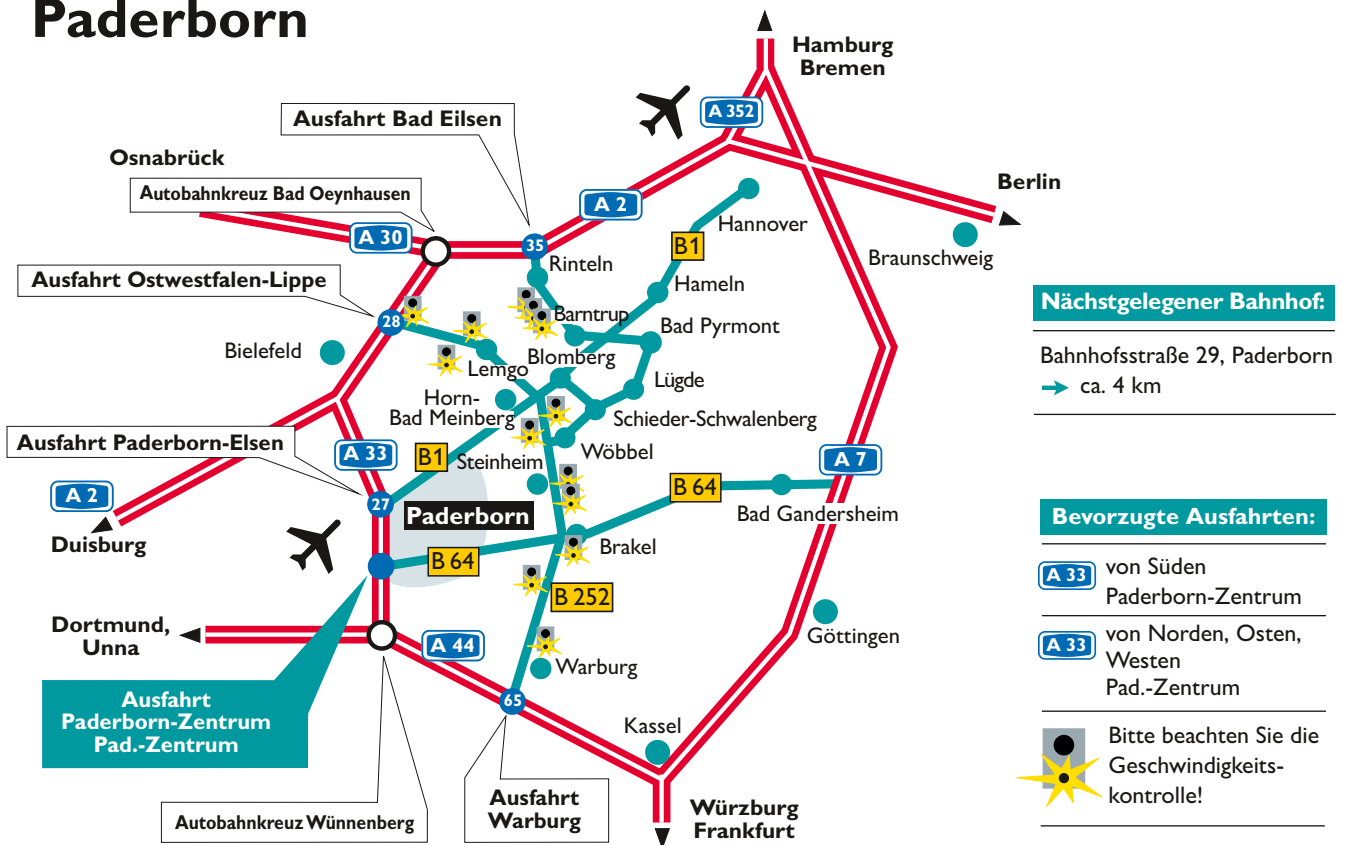 Paderborn
Hamburg
Bremen
A 352
Ausfahrt Bad Eilsen
Osnabrück
Autobahnkreuz Bad Oeynhausen
Berlin
A 2
A 30
35
Hannover
B1
Braunschweig
Rinteln
Ausfahrt Ostwestfalen-Lippe
Hameln
28
Barntrup
Bad Pyrmont
Bielefeld
Blomberg
Lemgo
Lügde
Horn-
Bad Meinberg
Schieder-Schwalenberg
Ausfahrt Paderborn-Elsen
A 33
B1
Steinheim
Wöbbel
A 7
A 2
27
B 64
Paderborn
Bad Gandersheim
Duisburg
Brakel
B 64
B 252
Dortmund,
Unna
A 44
Göttingen
Warburg
65
Ausfahrt
Paderborn-Zentrum
Pad.-Zentrum
Kassel
Autobahnkreuz Wünnenberg
Ausfahrt
Warburg
Würzburg
Frankfurt
Nächstgelegener Bahnhof:
Bahnhofsstraße 29, Paderborn
ca. 4 km
Bevorzugte Ausfahrten:
A 33
von Süden
Paderborn-Zentrum
A 33
von Norden, Osten,
Westen
Pad.-Zentrum
Bitte beachten Sie die
Geschwindigkeits-
kontrolle!